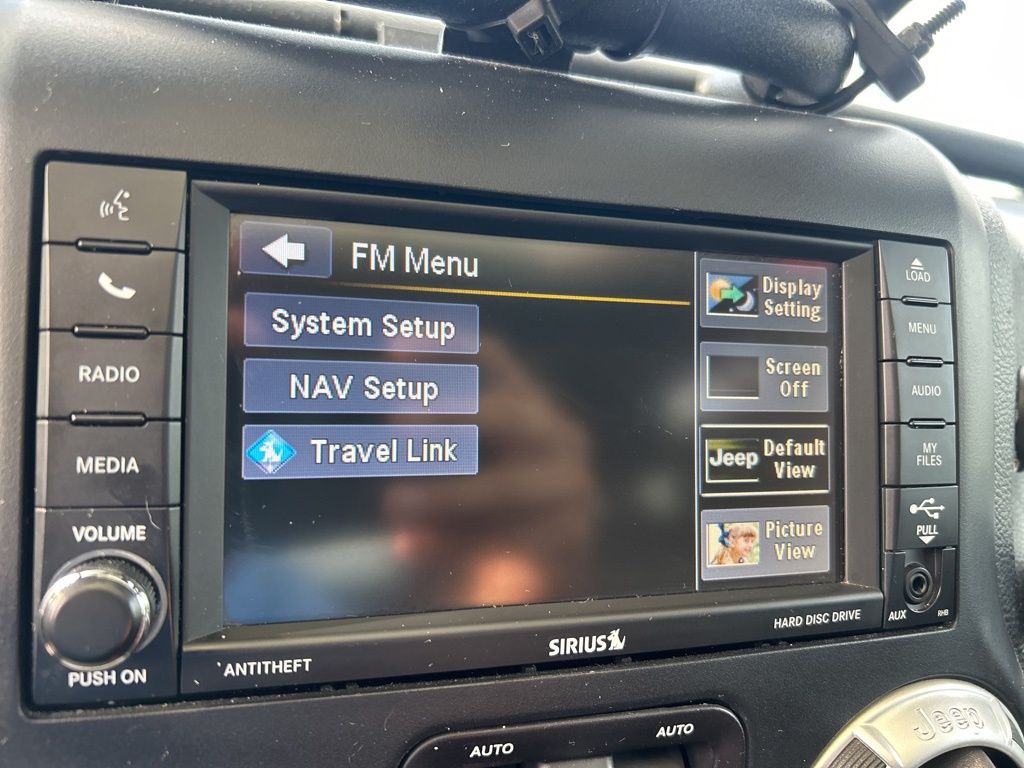 FM Menu
System Setup
NAV Setup
Travel Link
Display
Setting
Screen
Off
Jeep
Default
View
Picture
View
RADIO
MEDIA
VOLUME
PUSH ON
LOAD
MENU
AUDIO
MY
FILES
PULL
AUX
RHB
ANTITHEFT
SIRIUS
HARD DISC DRIVE
AUTO
AUTO
Jeep